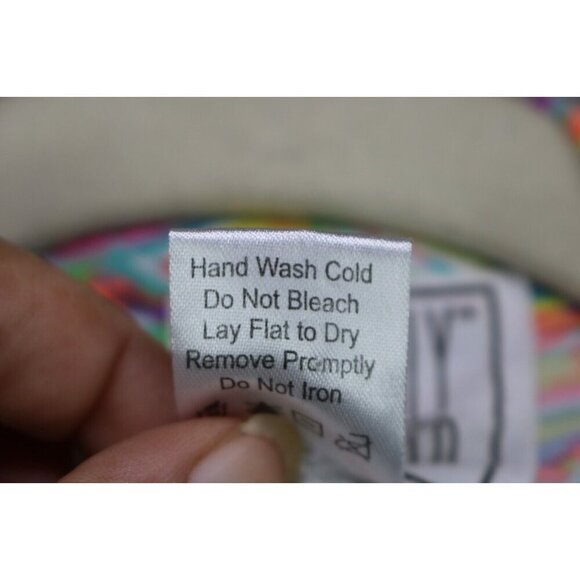 Hand Wash Cold
Do Not Bleach
Lay Flat to Dry
Remove Promptly
Do Not Iron